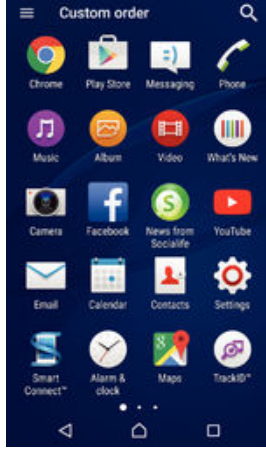 Custom order
Chrome Play Store Messaging Phone
Music Album Video What's New
Camera Facebook News from Socialife YouTube
Email Calendar Contacts Settings
Smart Connect™ Alarm & clock Maps TrackID™